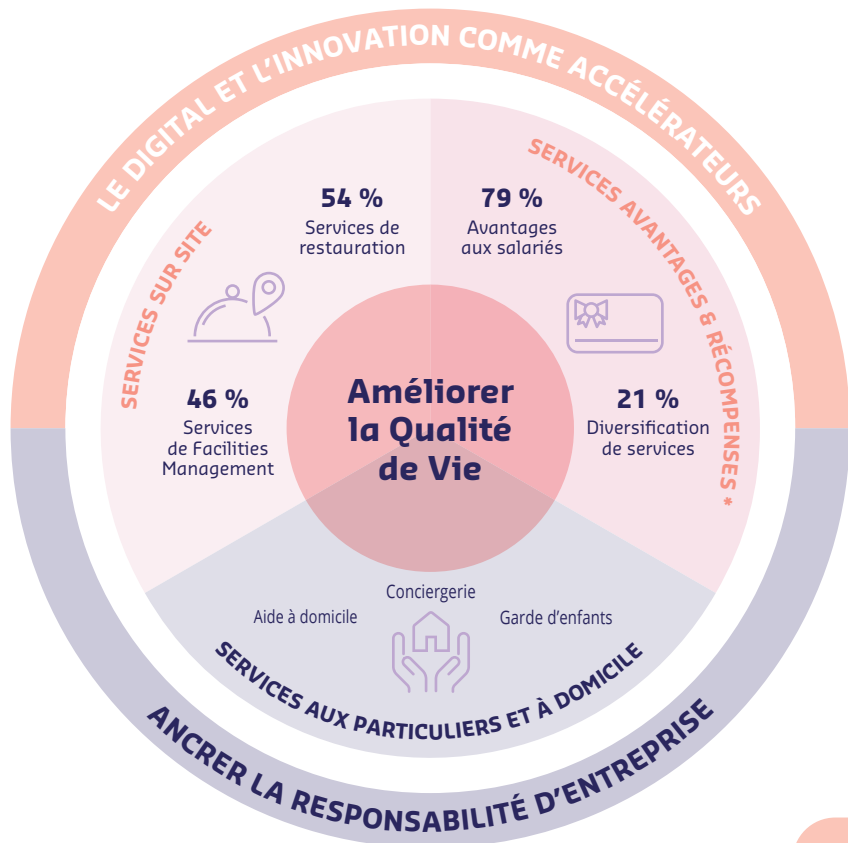 LE DIGITAL ET L'INNOVATION COMME ACCÉLÉRATEURS
SERVICES SUR SITE
54 %
Services de
restauration
46 %
Services
de Facilities
Management
SERVICES AVANTAGES & RÉCOMPENSES *
79 %
Avantages
aux salariés
21 %
Diversification
de services
Améliorer
la Qualité
de Vie
Conciergerie
Aide à domicile
Garde d'enfants
SERVICES AUX PARTICULIERS ET À DOMICILE
ANCRER LA RESPONSABILITÉ D'ENTREPRISE